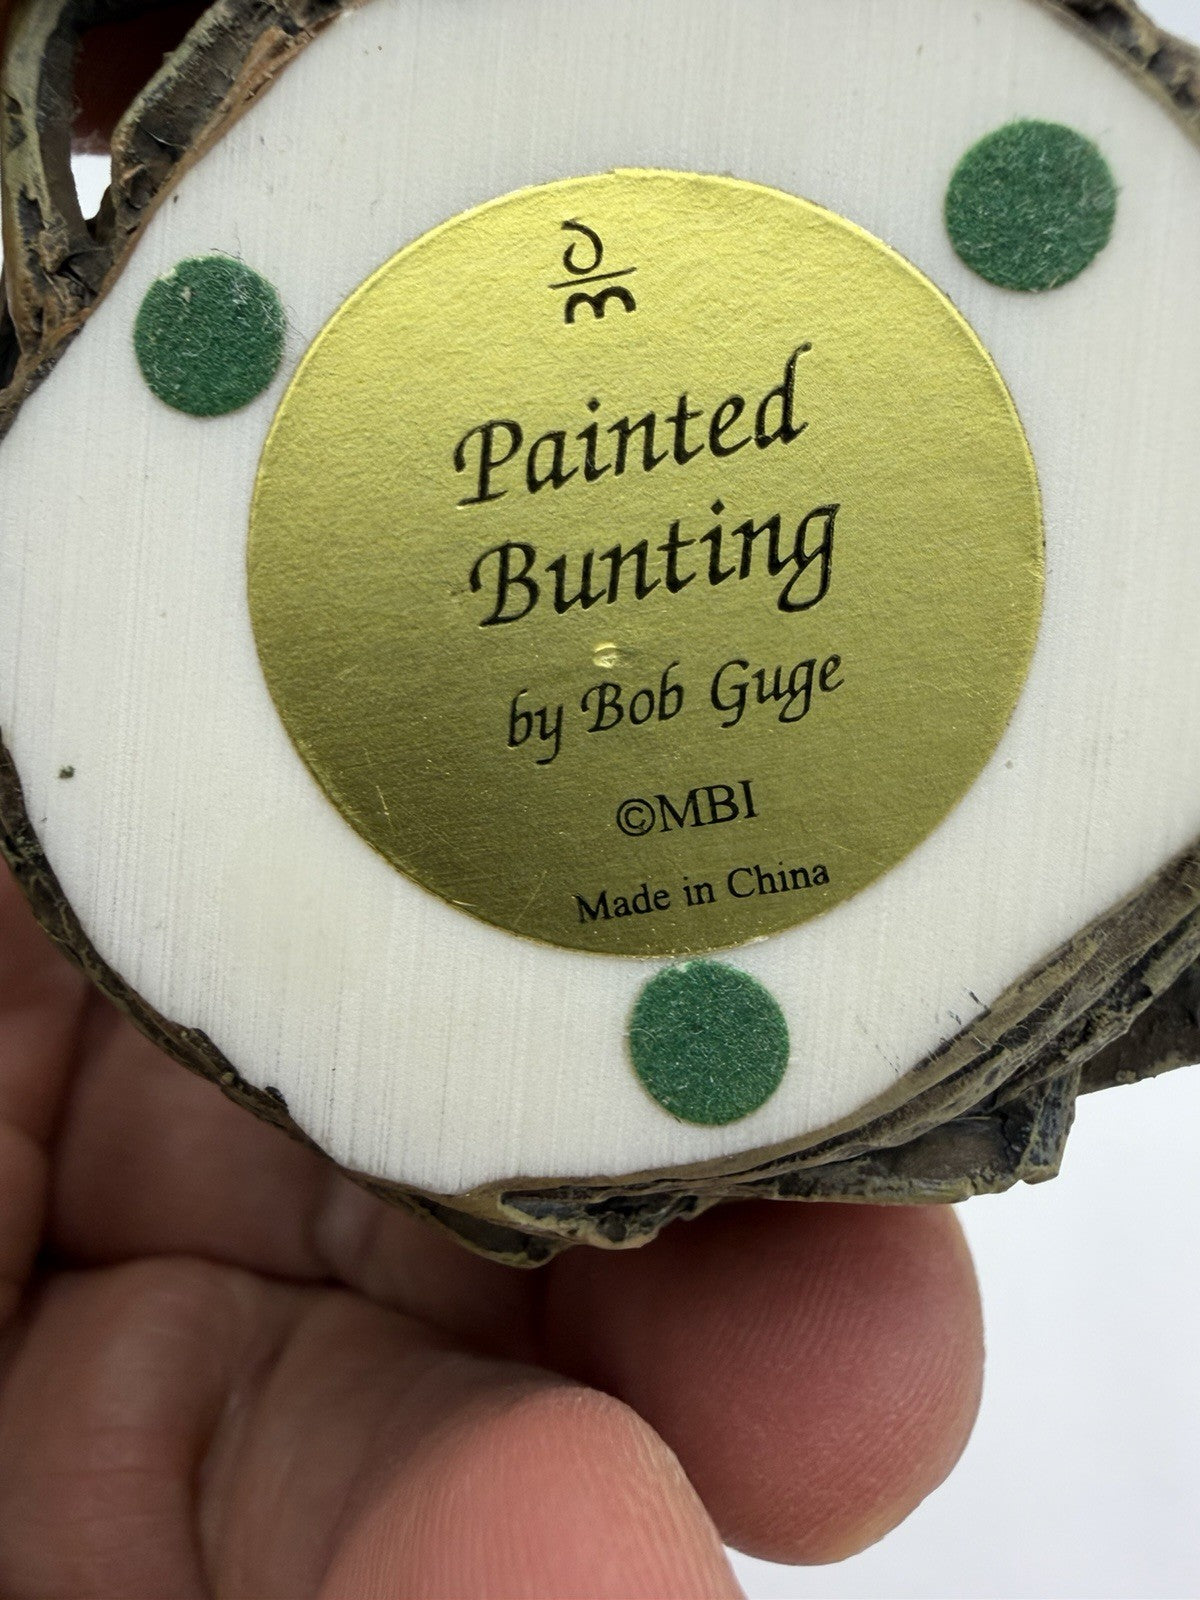 Painted
Bunting
by Bob Guge
©MBI
Made in China